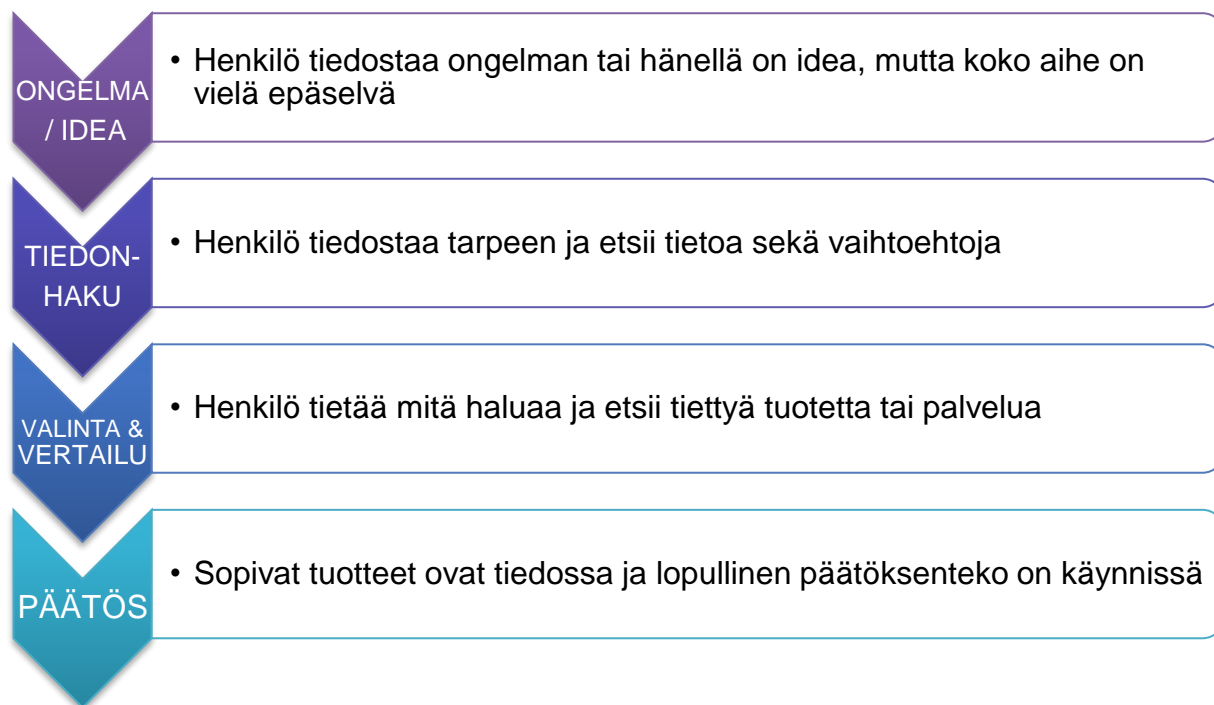 ONGELMA
/ IDEA
• Henkilö tiedostaa ongelman tai hänellä on idea, mutta koko aihe on
vielä epäselvä
TIEDON-
HAKU
• Henkilö tiedostaa tarpeen ja etsii tietoa sekä vaihtoehtoja
VALINTA &
VERTAILU
• Henkilö tietää mitä haluaa ja etsii tiettyä tuotetta tai palvelua
PÄÄTÖS
• Sopivat tuotteet ovat tiedossa ja lopullinen päätöksenteko on käynnissä